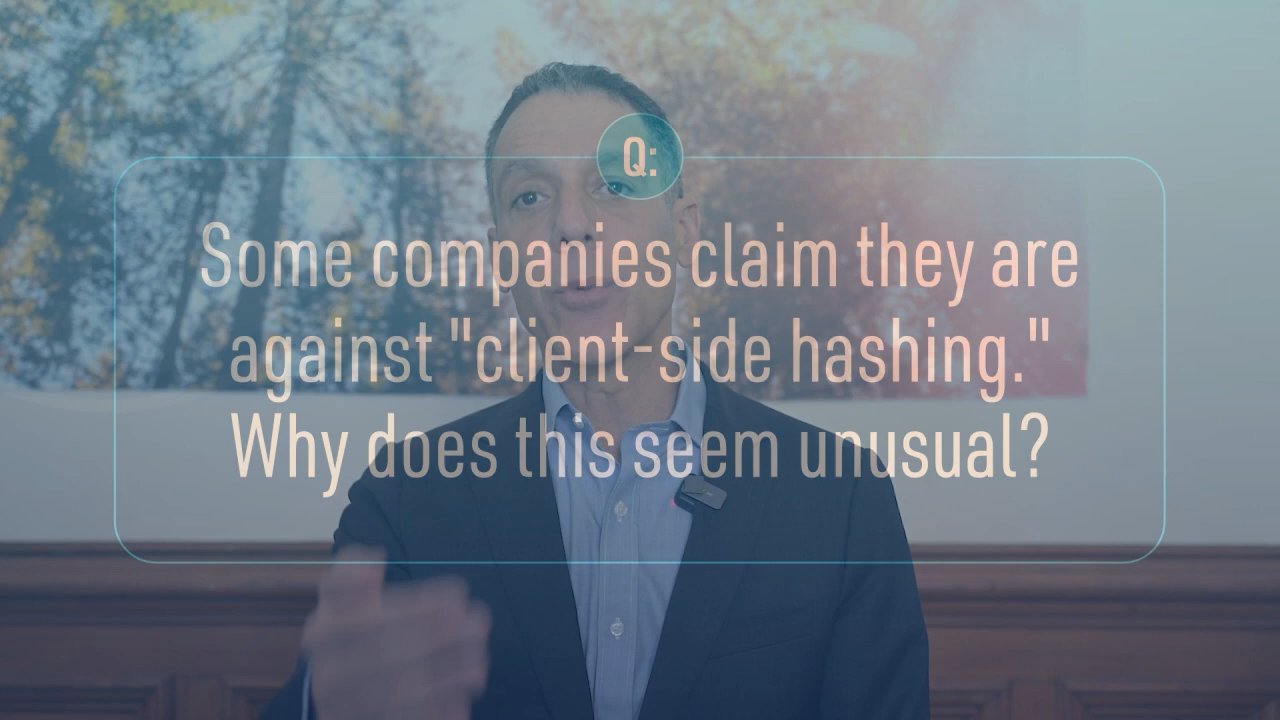 Q:
Some companies claim they are
against "client-side hashing."
Why does this seem unusual?